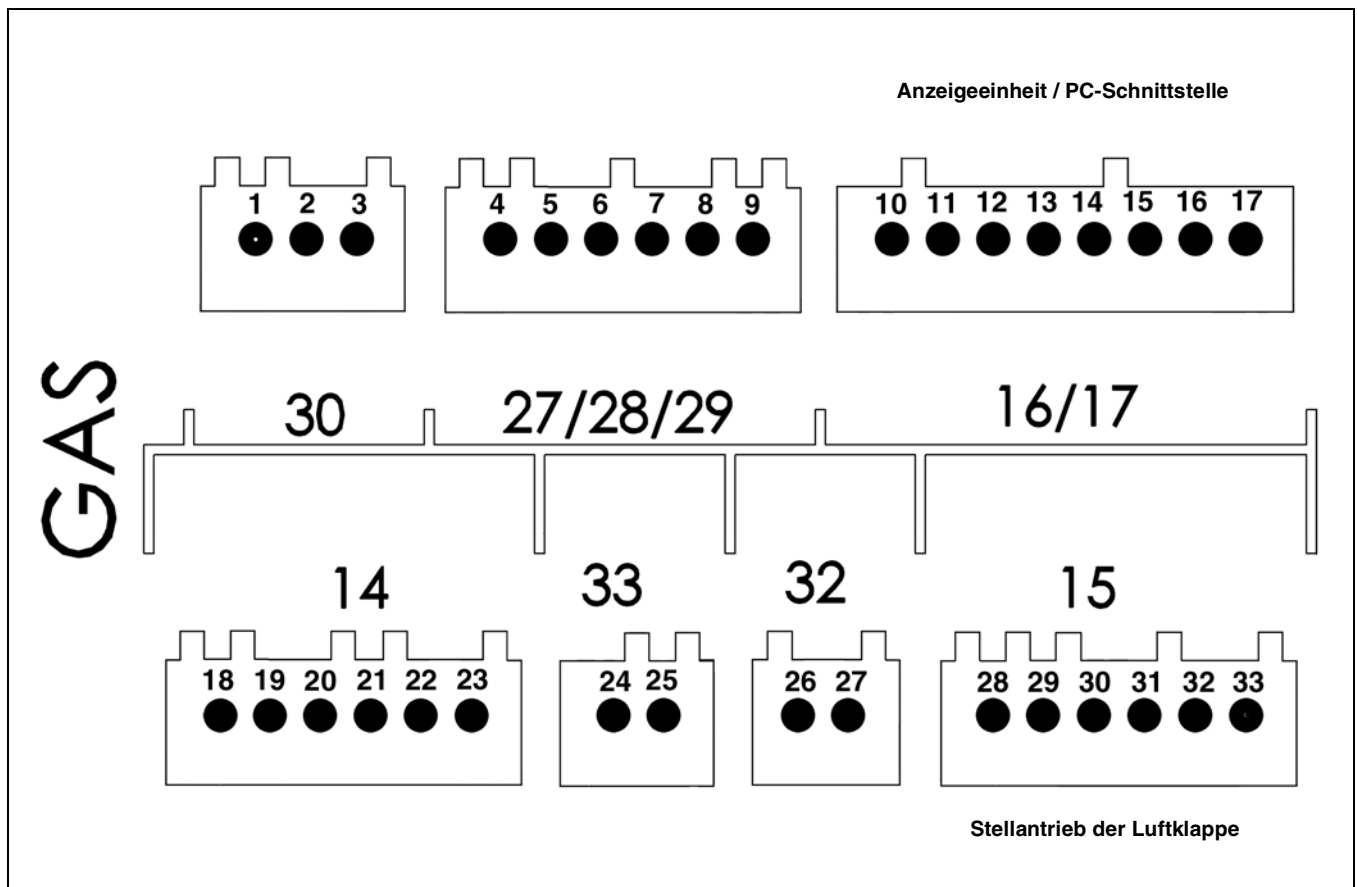 Anzeigeeinheit / PC-Schnittstelle
1 2 3 4 5 6 7 8 9 10 11 12 13 14 15 16 17
GAS
30 27/28/29 16/17
14 33 32 15
18 19 20 21 22 23 24 25 26 27 28 29 30 31 32 33
Stellantrieb der Luftklappe